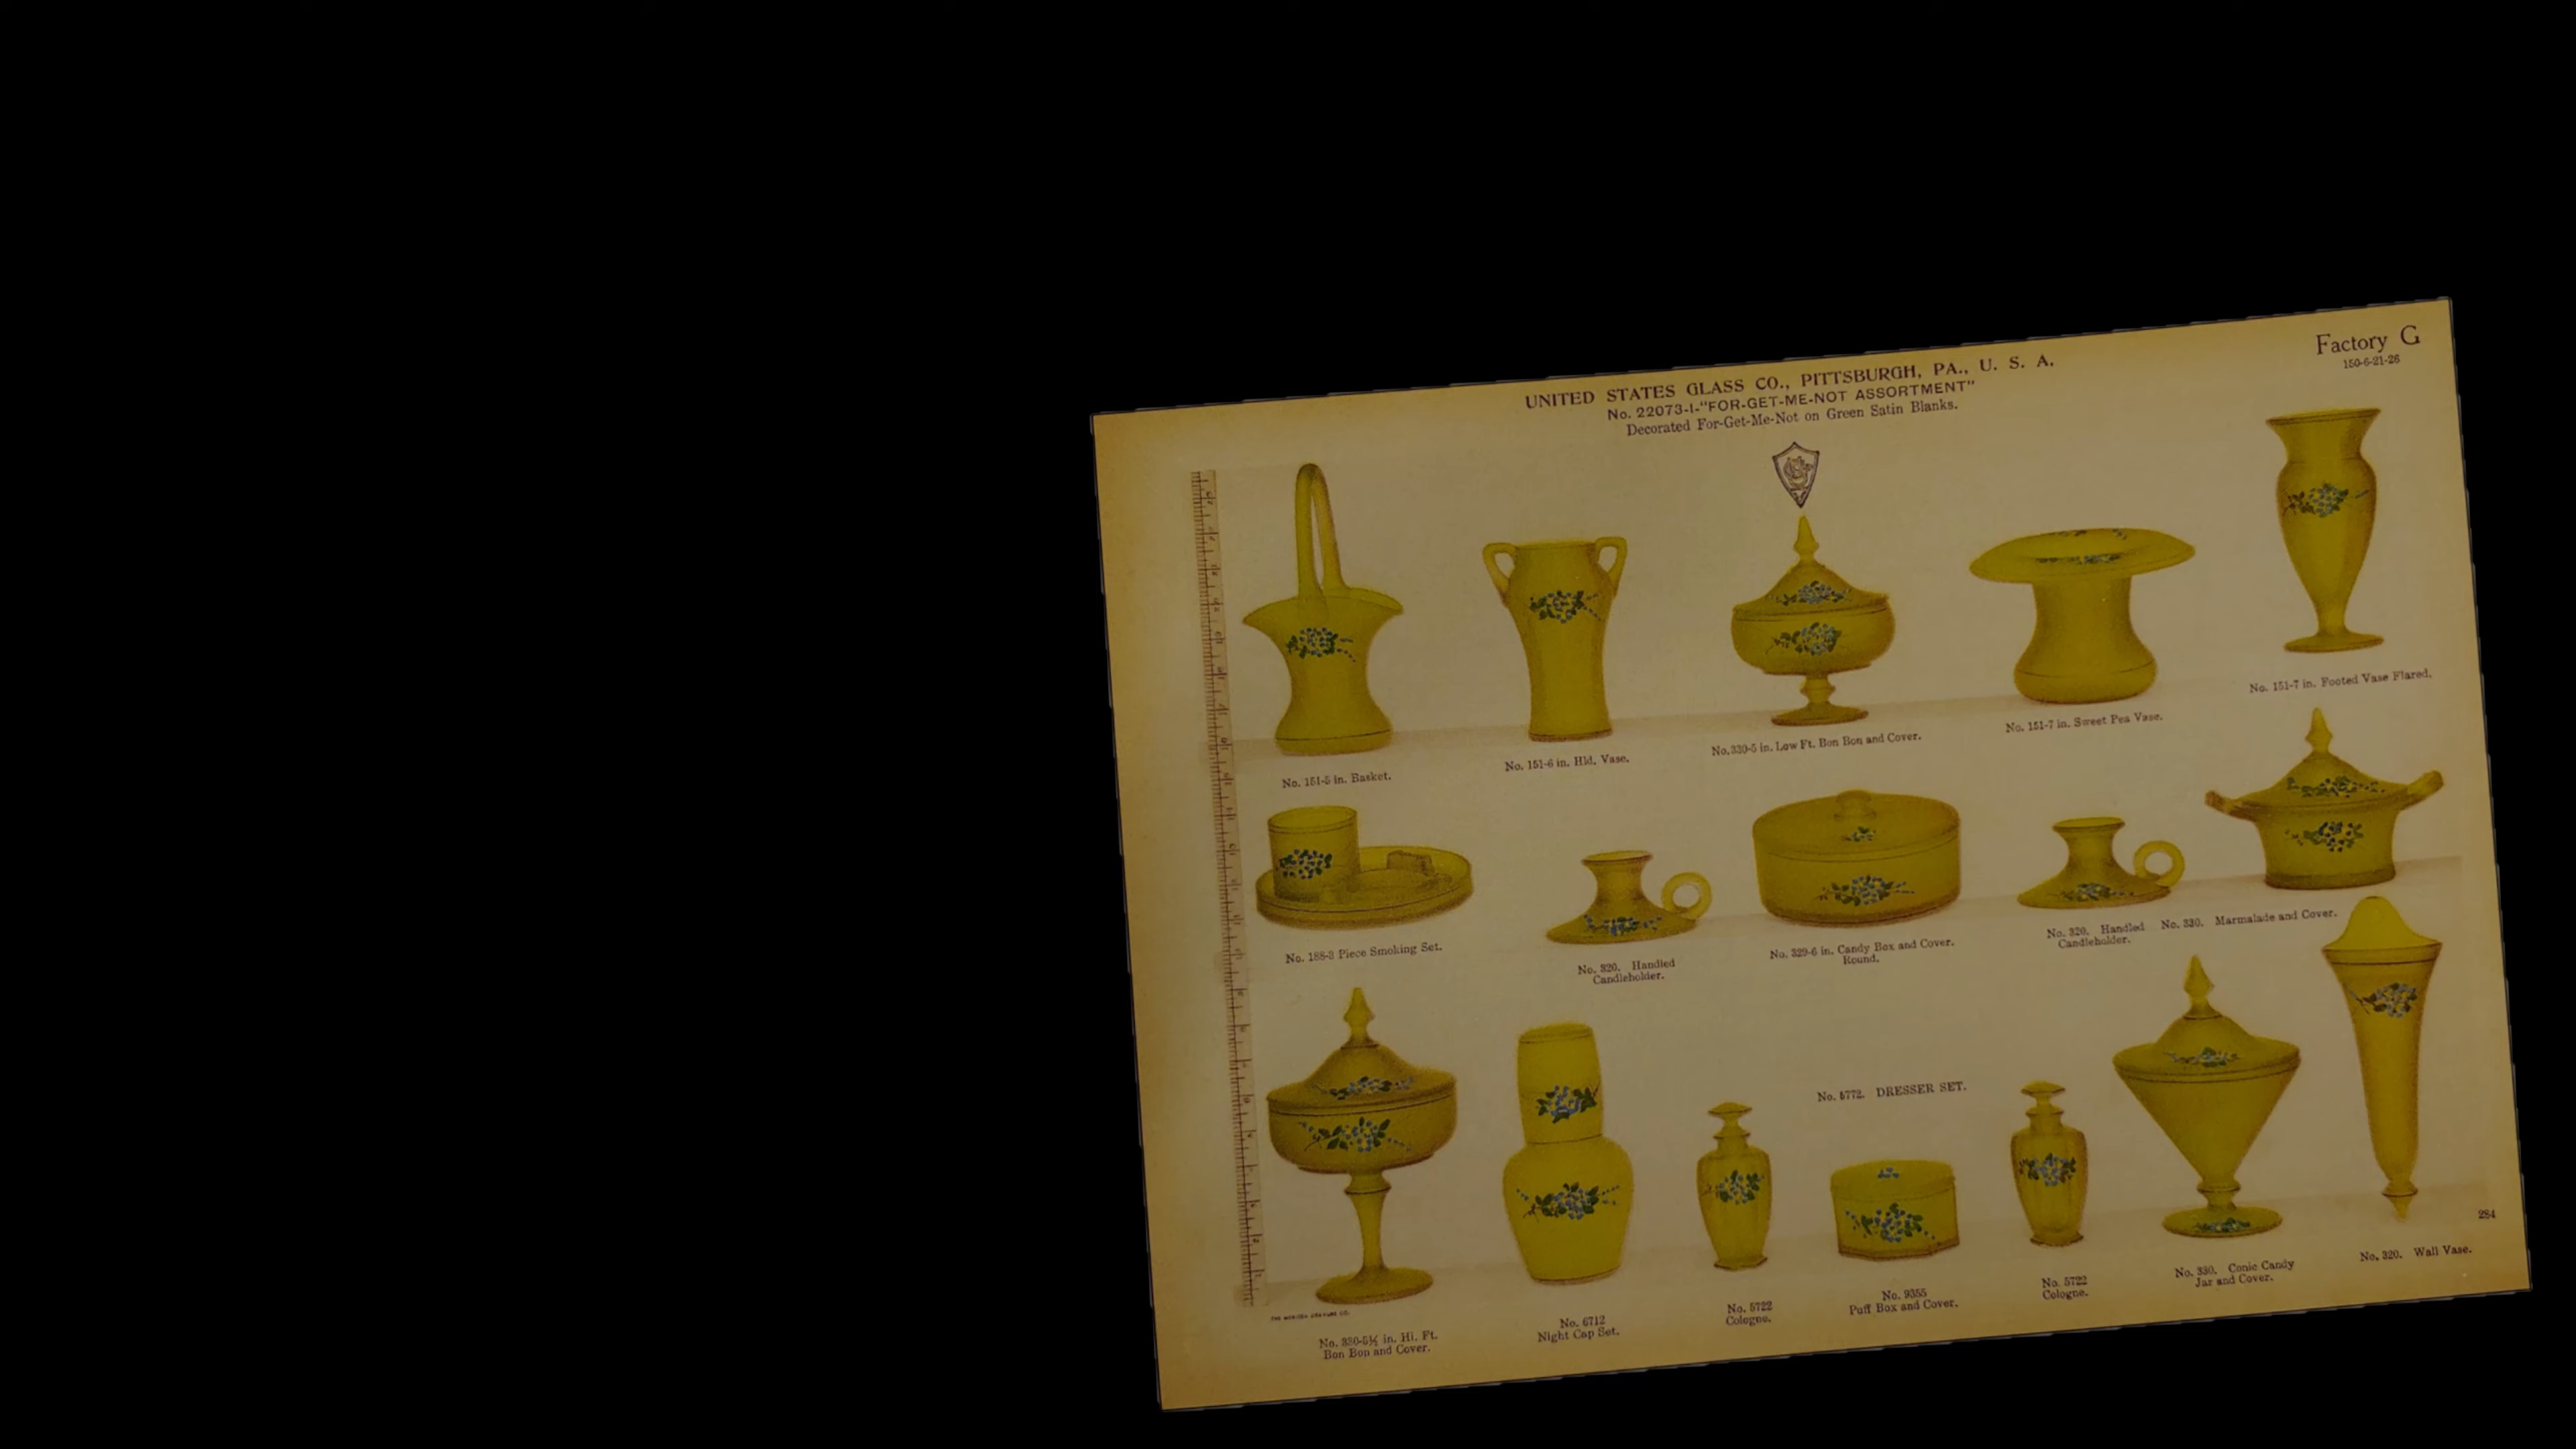 Factory G
150-6-21-26
UNITED STATES GLASS CO., PITTSBURGH, PA., U. S. A.
No. 22073-1-"FOR-GET-ME-NOT ASSORTMENT"
Decorated For-Get-Me-Not on Green Satin Blanks.
No. 151-5 in. Basket.
No. 151-6 in. Hld. Vase.
No. 330-5 in. Low Ft. Bon Bon and Cover.
No. 151-7 in. Sweet Pea Vase.
No. 151-7 in. Footed Vase Flared.
No. 188-3 Piece Smoking Set.
No. 320. Handled
Candleholder.
No. 329-6 in. Candy Box and Cover.
Round.
No. 320. Handled
Candleholder.
No. 330. Marmalade and Cover.
No. 5772. DRESSER SET.
No. 330-5½ in. Hi. Ft.
Bon Bon and Cover.
No. 6712
Night Cap Set.
No. 5722
Cologne.
No. 9355
Puff Box and Cover.
No. 5722
Cologne.
No. 330. Conic Candy
Jar and Cover.
No. 320. Wall Vase.
284